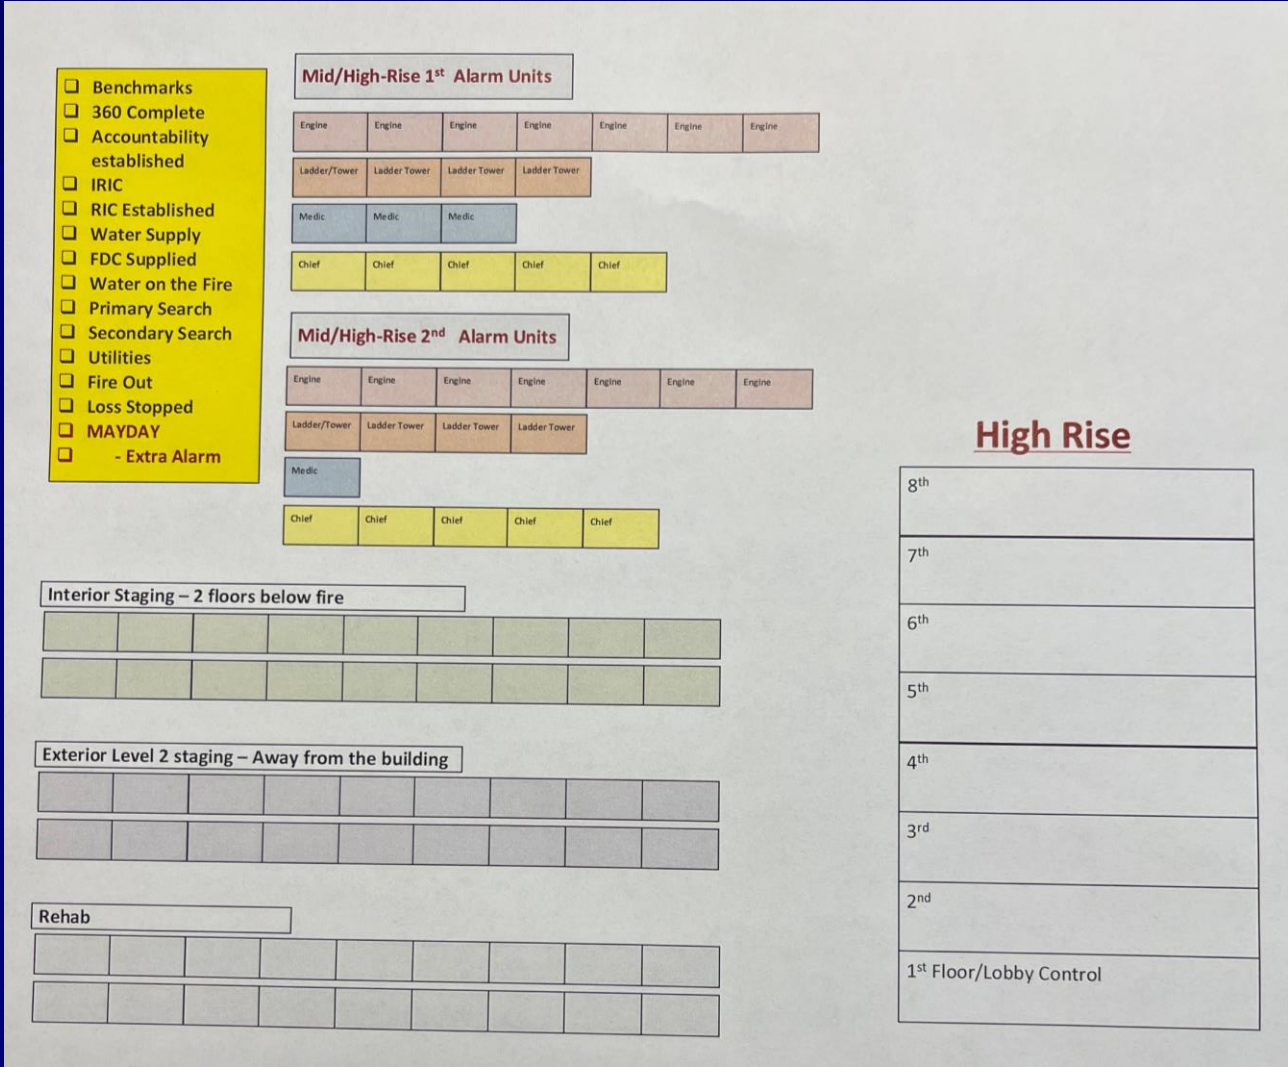 ❑ Benchmarks
❑ 360 Complete
❑ Accountability
established
❑ IRIC
❑ RIC Established
❑ Water Supply
❑ FDC Supplied
❑ Water on the Fire
❑ Primary Search
❑ Secondary Search
❑ Utilities
❑ Fire Out
❑ Loss Stopped
❑ MAYDAY
❑ - Extra Alarm
Mid/High-Rise 1st Alarm Units
Engine Engine Engine Engine Engine Engine Engine
Ladder/Tower Ladder Tower Ladder Tower Ladder Tower
Medic Medic Medic
Chief Chief Chief Chief Chief
Mid/High-Rise 2nd Alarm Units
Engine Engine Engine Engine Engine Engine Engine
Ladder/Tower Ladder Tower Ladder Tower Ladder Tower
Medic
Chief Chief Chief Chief Chief
Interior Staging – 2 floors below fire
Exterior Level 2 staging – Away from the building
Rehab
High Rise
8th
7th
6th
5th
4th
3rd
2nd
1st Floor/Lobby Control